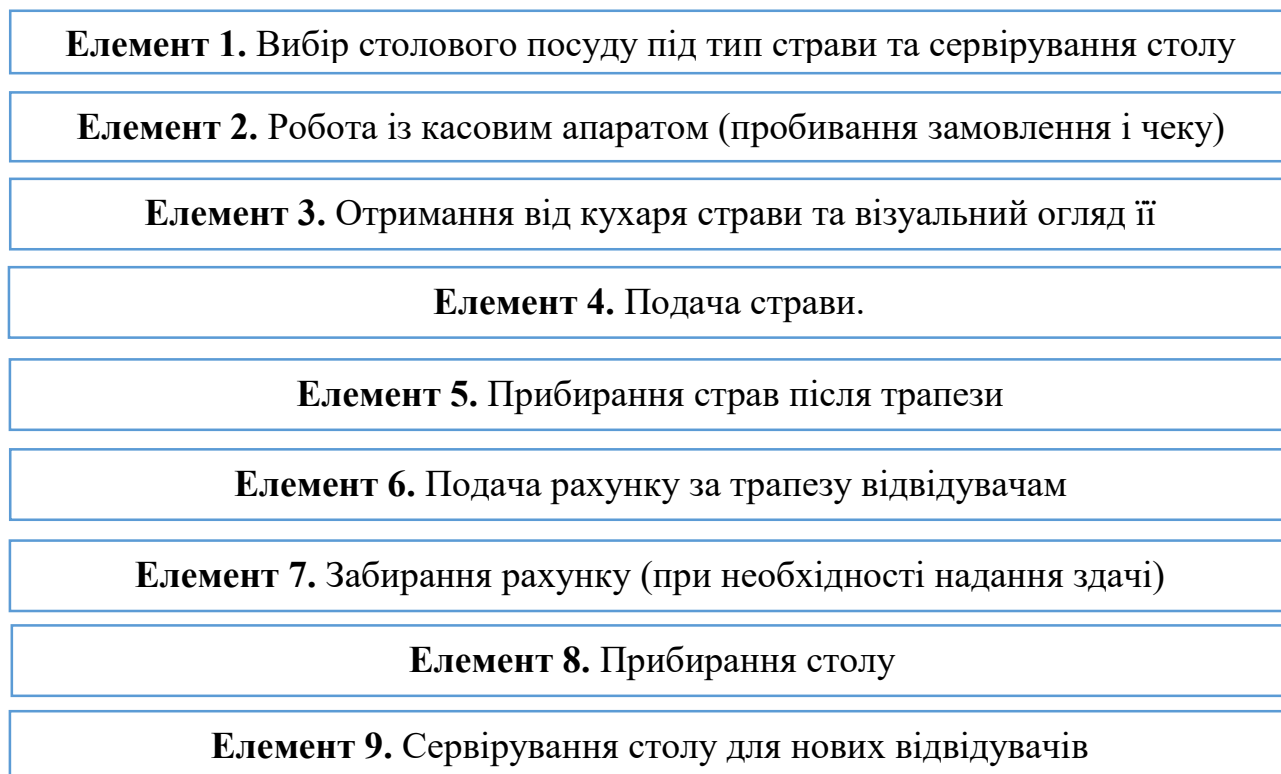 Елемент 1. Вибір столового посуду під тип страви та сервірування столу
Елемент 2. Робота із касовим апаратом (пробивання замовлення і чеку)
Елемент 3. Отримання від кухаря страви та візуальний огляд її
Елемент 4. Подача страви.
Елемент 5. Прибирання страв після трапези
Елемент 6. Подача рахунку за трапезу відвідувачам
Елемент 7. Забирання рахунку (при необхідності надання здачі)
Елемент 8. Прибирання столу
Елемент 9. Сервірування столу для нових відвідувачів